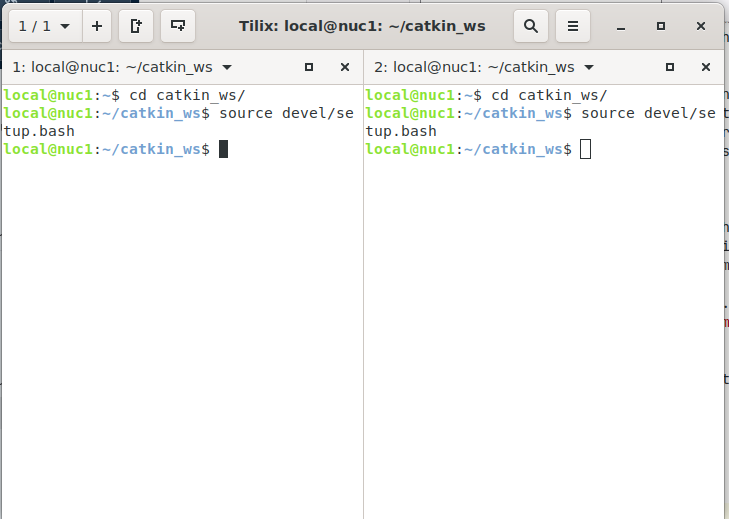 1 / 1
Tilix: local@nuc1: ~/catkin_ws
1: local@nuc1: ~/catkin_ws
local@nuc1:~$ cd catkin_ws/
local@nuc1:~/catkin_ws$ source devel/se
tup.bash
local@nuc1:~/catkin_ws$
2: local@nuc1: ~/catkin_ws
local@nuc1:~$ cd catkin_ws/
local@nuc1:~/catkin_ws$ source devel/se
tup.bash
local@nuc1:~/catkin_ws$